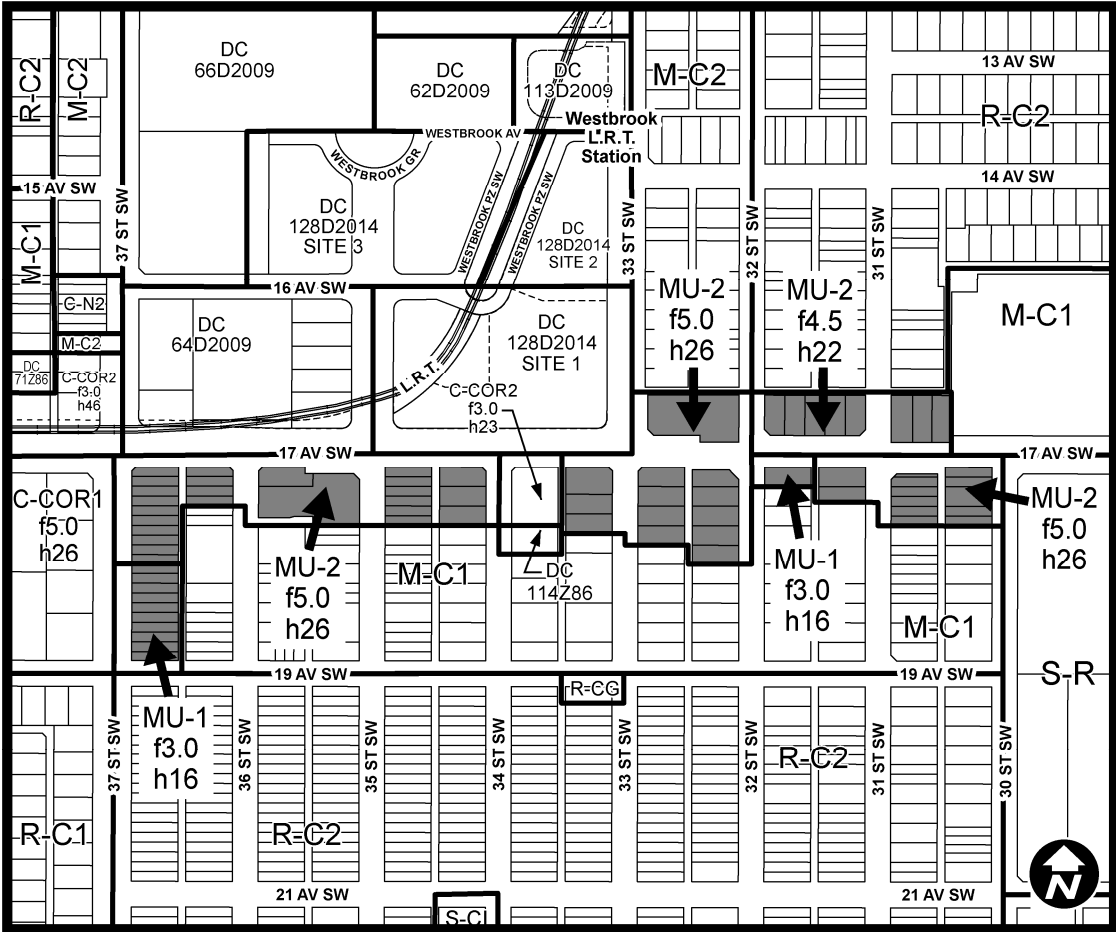 R-C2
M-C2
DC
66D2009
DC
62D2009
DC
113D2009
M-C2
13 AV SW
R-C2
Westbrook
L.R.T.
Station
WESTBROOK AV
WESTBROOK GR
14 AV SW
15 AV SW
37 ST SW
M-C1
DC
128D2014
SITE 3
WESTBROOK PZ SW
WESTBROOK PZ SW
DC
128D2014
SITE 2
33 ST SW
32 ST SW
31 ST SW
16 AV SW
C-N2
M-C2
DC
71Z86
C-COR2
f3.0
h46
DC
64D2009
DC
128D2014
SITE 1
L.R.T.
C-COR2
f3.0
h23
MU-2
f5.0
h26
MU-2
f4.5
h22
M-C1
17 AV SW
17 AV SW
C-COR1
f5.0
h26
MU-2
f5.0
h26
M-C1
DC
114Z86
MU-1
f3.0
h16
MU-2
f5.0
h26
M-C1
19 AV SW
19 AV SW
S-R
R-CG
MU-1
f3.0
h16
37 ST SW
36 ST SW
35 ST SW
34 ST SW
33 ST SW
32 ST SW
31 ST SW
30 ST SW
R-C1
R-C2
R-C2
21 AV SW
21 AV SW
S-CI
N